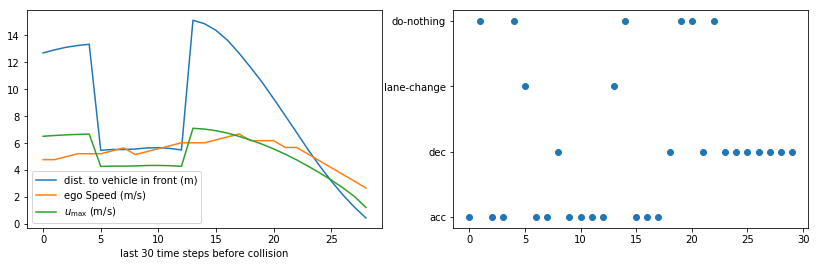 14
12
10
8
6
4
2
0
dist. to vehicle in front (m)
ego Speed (m/s)
u_max (m/s)
0 5 10 15 20 25
last 30 time steps before collision
do-nothing
lane-change
dec
acc
0 5 10 15 20 25 30